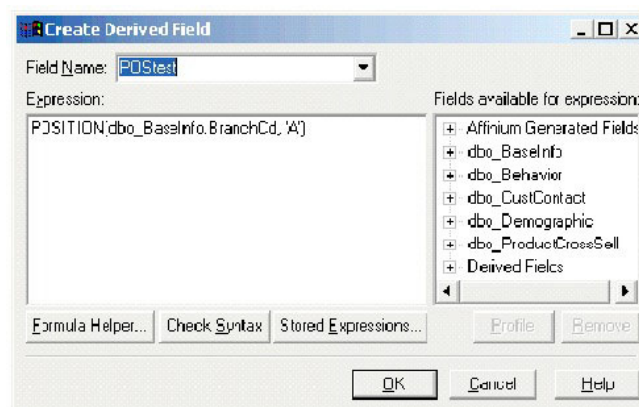 Create Derived Field
Field Name: POStest
Expression:
Fields available for expression:
POSITION(dbo_BaseInfo.BranchCd, 'A')
Affinium Generated Fields
dbo_BaseInfo
dbo_Behavior
dbo_CustContact
dbo_Demographic
dbo_ProductCrossSell
Derived Fields
Formula Helper...
Check Syntax
Stored Expressions...
Profile
Remove
OK
Cancel
Help